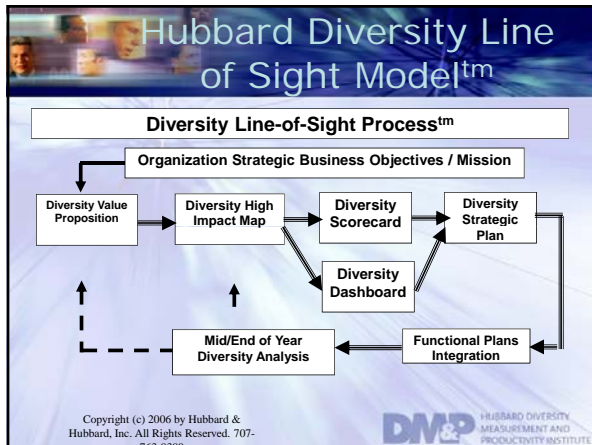 Hubbard Diversity Line
of Sight Model™
Diversity Line-of-Sight Process™
Organization Strategic Business Objectives / Mission
Diversity Value
Proposition
Diversity High
Impact Map
Diversity
Scorecard
Diversity
Strategic
Plan
Diversity
Dashboard
Mid/End of Year
Diversity Analysis
Functional Plans
Integration
Copyright (c) 2006 by Hubbard &
Hubbard, Inc. All Rights Reserved. 707-
DM&P
HUBBARD DIVERSITY
MEASUREMENT AND
PRODUCTIVITY INSTITUTE